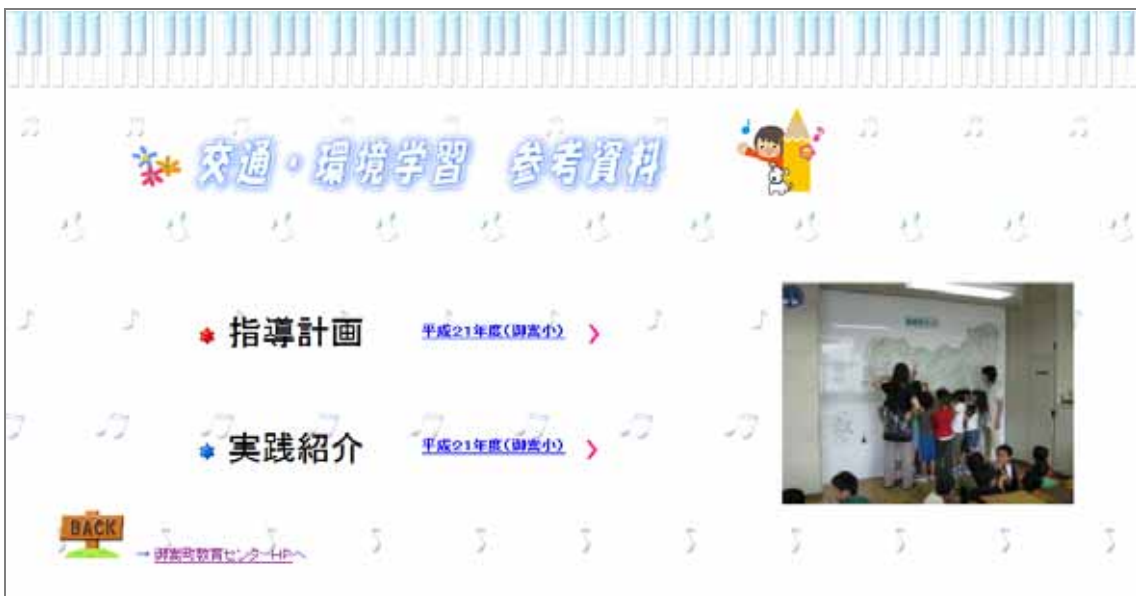 交通・環境学習 参考資料
指導計画 平成21年度(御嵩小)
実践紹介 平成21年度(御嵩小)
BACK
→御嵩町教育センターHPへ